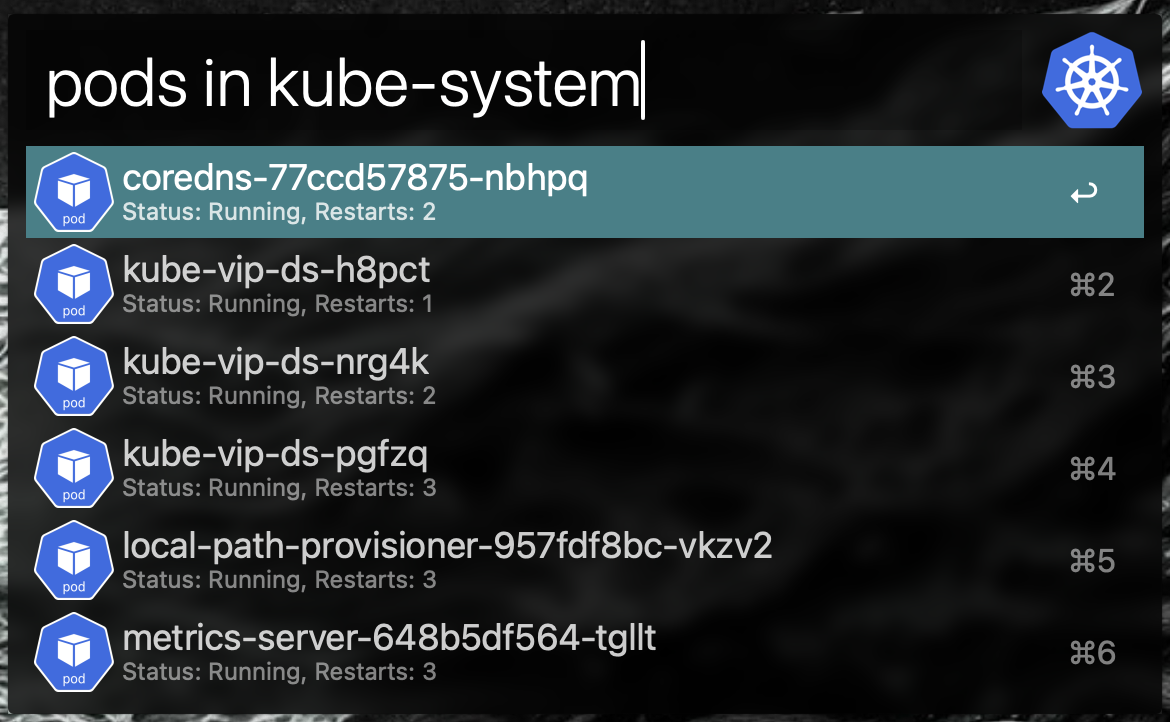 pods in kube-system
pod
coredns-77ccd57875-nbhpq
Status: Running, Restarts: 2
pod
kube-vip-ds-h8pct
Status: Running, Restarts: 1
⌘2
pod
kube-vip-ds-nrg4k
Status: Running, Restarts: 2
⌘3
pod
kube-vip-ds-pgfzq
Status: Running, Restarts: 3
⌘4
pod
local-path-provisioner-957fdf8bc-vkzv2
Status: Running, Restarts: 3
⌘5
pod
metrics-server-648b5df564-tgllt
Status: Running, Restarts: 3
⌘6